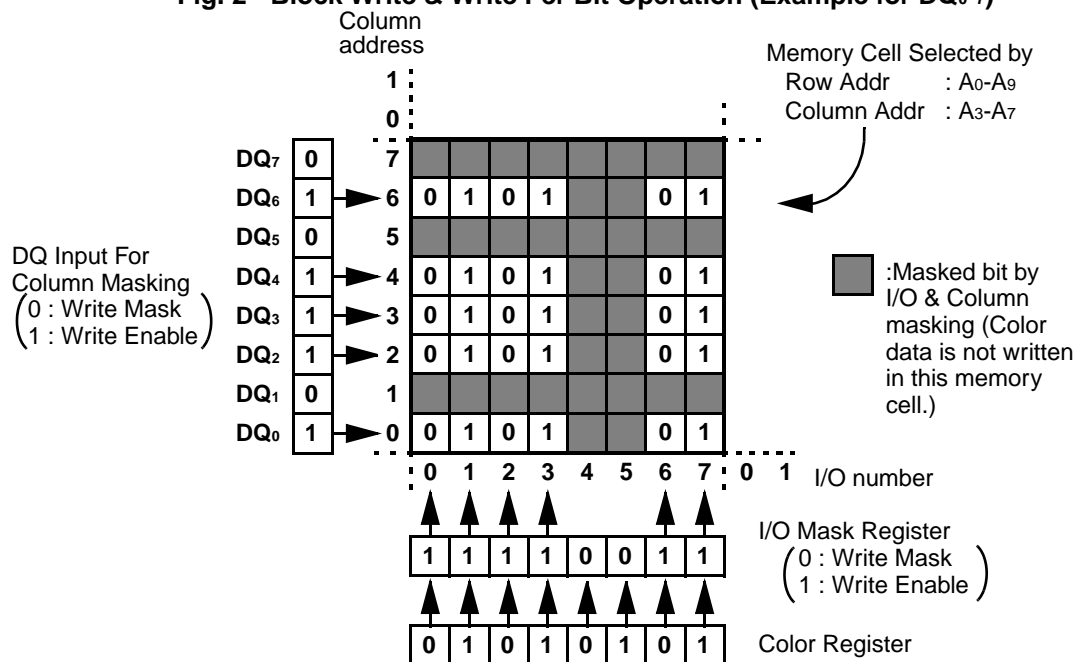 Fig. 2 - Block Write & Write Per Bit Operation (Example for DQ0-7)
Column
address
1
0
Memory Cell Selected by
Row Addr : A0-A9
Column Addr : A3-A7
DQ7 0 7
DQ6 1 6 0 1 0 1 0 1
DQ5 0 5
DQ4 1 4 0 1 0 1 0 1
DQ3 1 3 0 1 0 1 0 1
DQ2 1 2 0 1 0 1 0 1
DQ1 0 1
DQ0 1 0 0 1 0 1 0 1
DQ Input For
Column Masking
(0 : Write Mask
1 : Write Enable)
:Masked bit by
I/O & Column
masking (Color
data is not written
in this memory
cell.)
0 1 2 3 4 5 6 7 0 1 I/O number
I/O Mask Register
(0 : Write Mask
1 : Write Enable)
1 1 1 1 0 0 1 1
0 1 0 1 0 1 0 1 Color Register